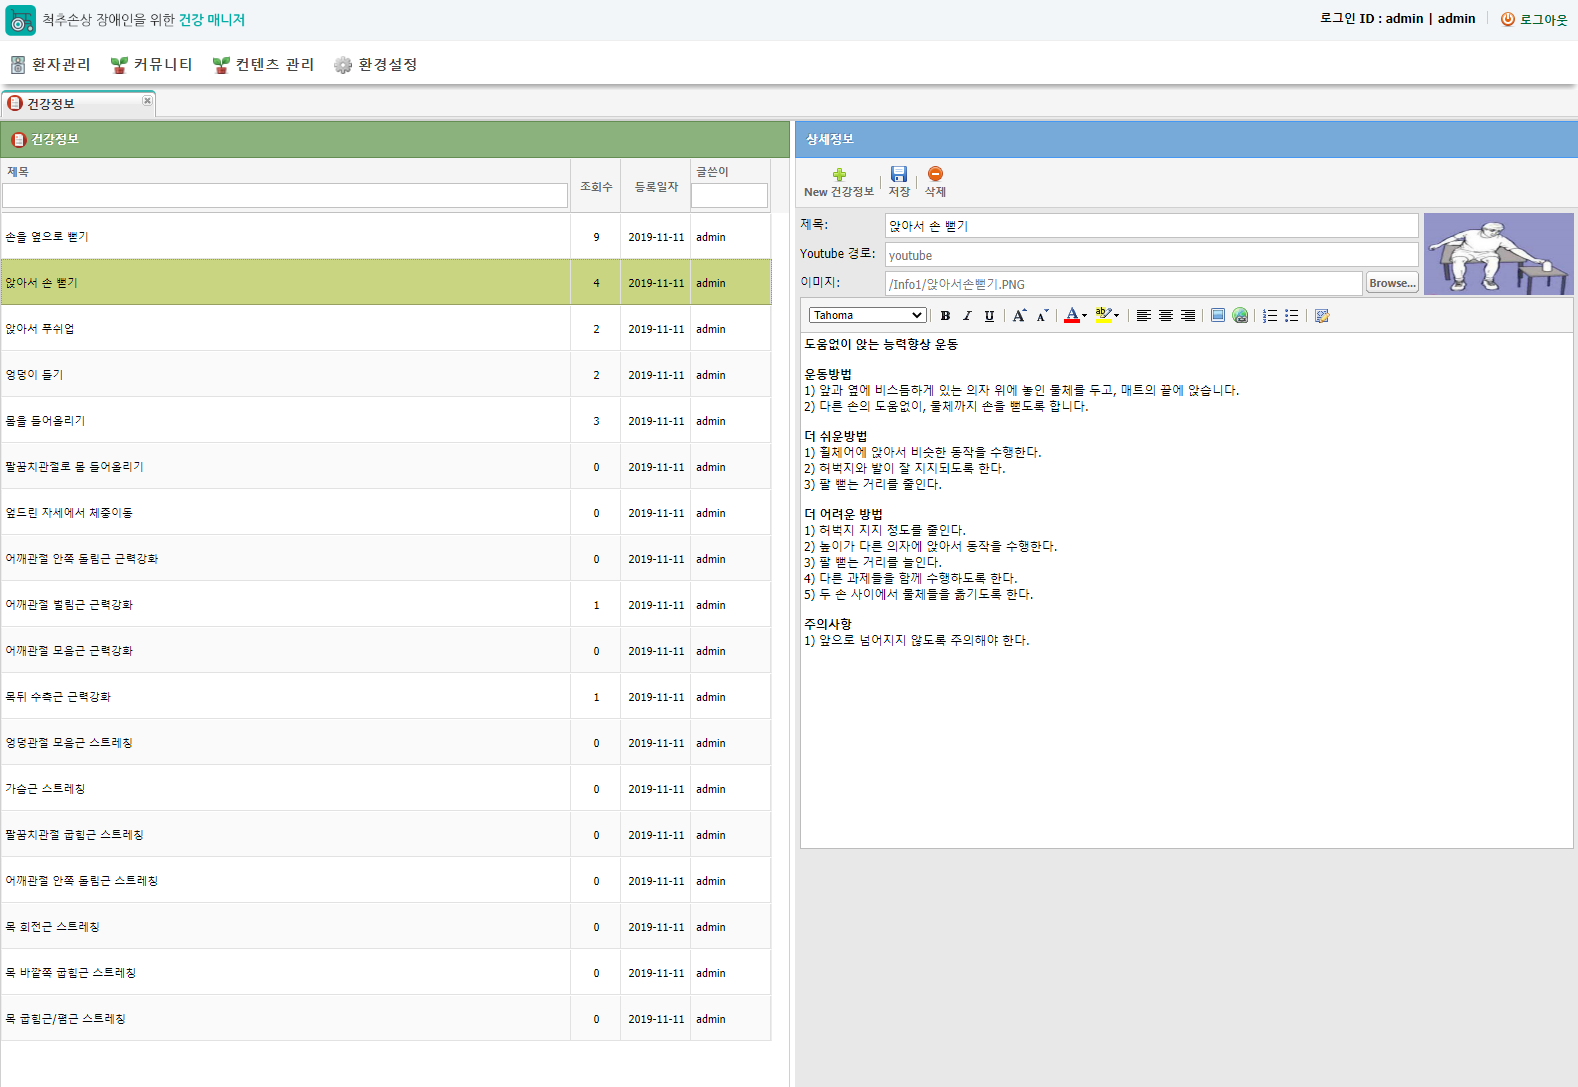 척추손상 장애인을 위한 건강 매니저
로그인 ID : admin | admin
로그아웃
환자관리
커뮤니티
컨텐츠 관리
환경설정
건강정보
건강정보
제목
조회수
등록일자
글쓴이
손을 옆으로 뻗기 9 2019-11-11 admin
앉아서 손 뻗기 4 2019-11-11 admin
앉아서 푸쉬업 2 2019-11-11 admin
엉덩이 들기 2 2019-11-11 admin
몸을 들어올리기 3 2019-11-11 admin
팔꿈치관절로 몸 들어올리기 0 2019-11-11 admin
엎드린 자세에서 체중이동 0 2019-11-11 admin
어깨관절 안쪽 돌림근 근력강화 0 2019-11-11 admin
어깨관절 벌림근 근력강화 1 2019-11-11 admin
어깨관절 모음근 근력강화 0 2019-11-11 admin
목뒤 수축근 근력강화 1 2019-11-11 admin
엉덩관절 모음근 스트레칭 0 2019-11-11 admin
가슴근 스트레칭 0 2019-11-11 admin
팔꿈치관절 굽힘근 스트레칭 0 2019-11-11 admin
어깨관절 안쪽 돌림근 스트레칭 0 2019-11-11 admin
목 회전근 스트레칭 0 2019-11-11 admin
목 바깥쪽 굽힘근 스트레칭 0 2019-11-11 admin
목 굽힘근/폄근 스트레칭 0 2019-11-11 admin
상세정보
New 건강정보
저장
삭제
제목: 앉아서 손 뻗기
Youtube 경로: youtube
이미지: /Info1/앉아서손뻗기.PNG Browse...
Tahoma
도움없이 앉는 능력향상 운동
운동방법
1) 앞과 옆에 비스듬하게 있는 의자 위에 놓인 물체를 두고, 매트의 끝에 앉습니다.
2) 다른 손의 도움없이, 물체까지 손을 뻗도록 합니다.
더 쉬운방법
1) 휠체어에 앉아서 비슷한 동작을 수행한다.
2) 허벅지와 발이 잘 지지되도록 한다.
3) 팔 뻗는 거리를 줄인다.
더 어려운 방법
1) 허벅지 지지 정도를 줄인다.
2) 높이가 다른 의자에 앉아서 동작을 수행한다.
3) 팔 뻗는 거리를 늘인다.
4) 다른 과제들을 함께 수행하도록 한다.
5) 두 손 사이에서 물체들을 옮기도록 한다.
주의사항
1) 앞으로 넘어지지 않도록 주의해야 한다.